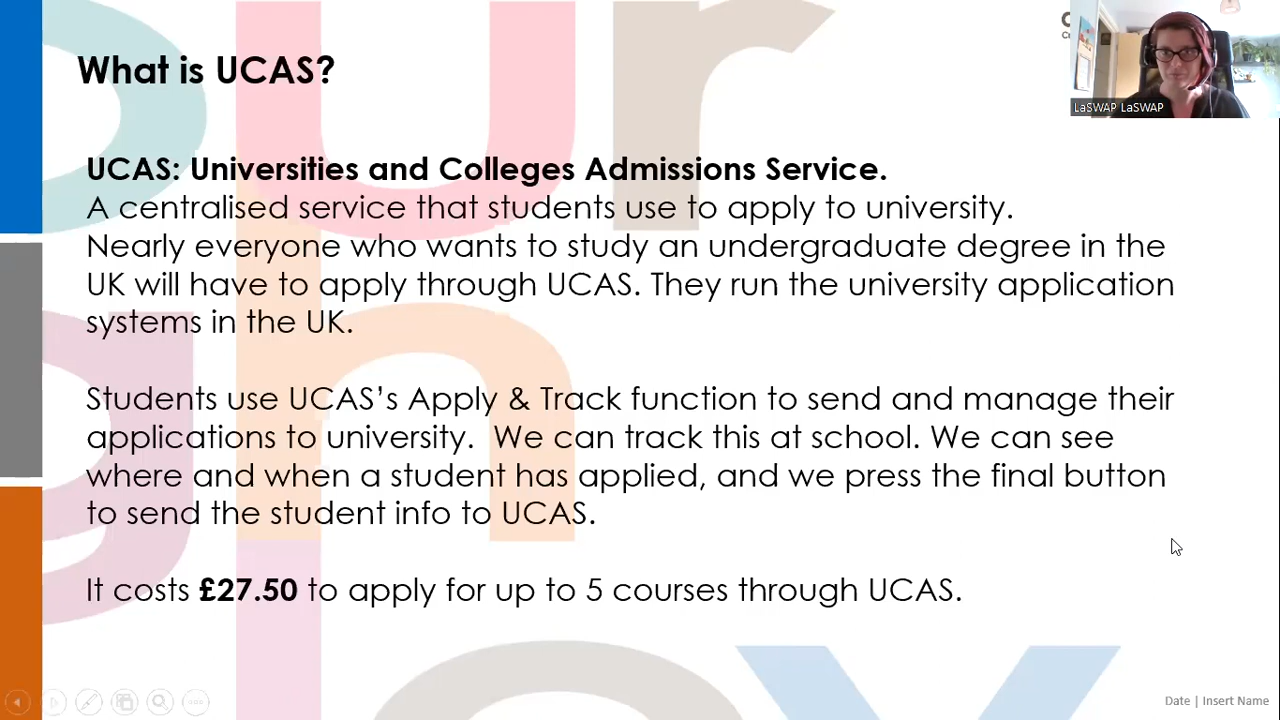 What is UCAS?
LaSWAP LaSWAP
UCAS: Universities and Colleges Admissions Service.
A centralised service that students use to apply to university.
Nearly everyone who wants to study an undergraduate degree in the
UK will have to apply through UCAS. They run the university application
systems in the UK.
Students use UCAS’s Apply & Track function to send and manage their
applications to university.  We can track this at school. We can see
where and when a student has applied, and we press the final button
to send the student info to UCAS.
It costs £27.50 to apply for up to 5 courses through UCAS.
Date | Insert Name